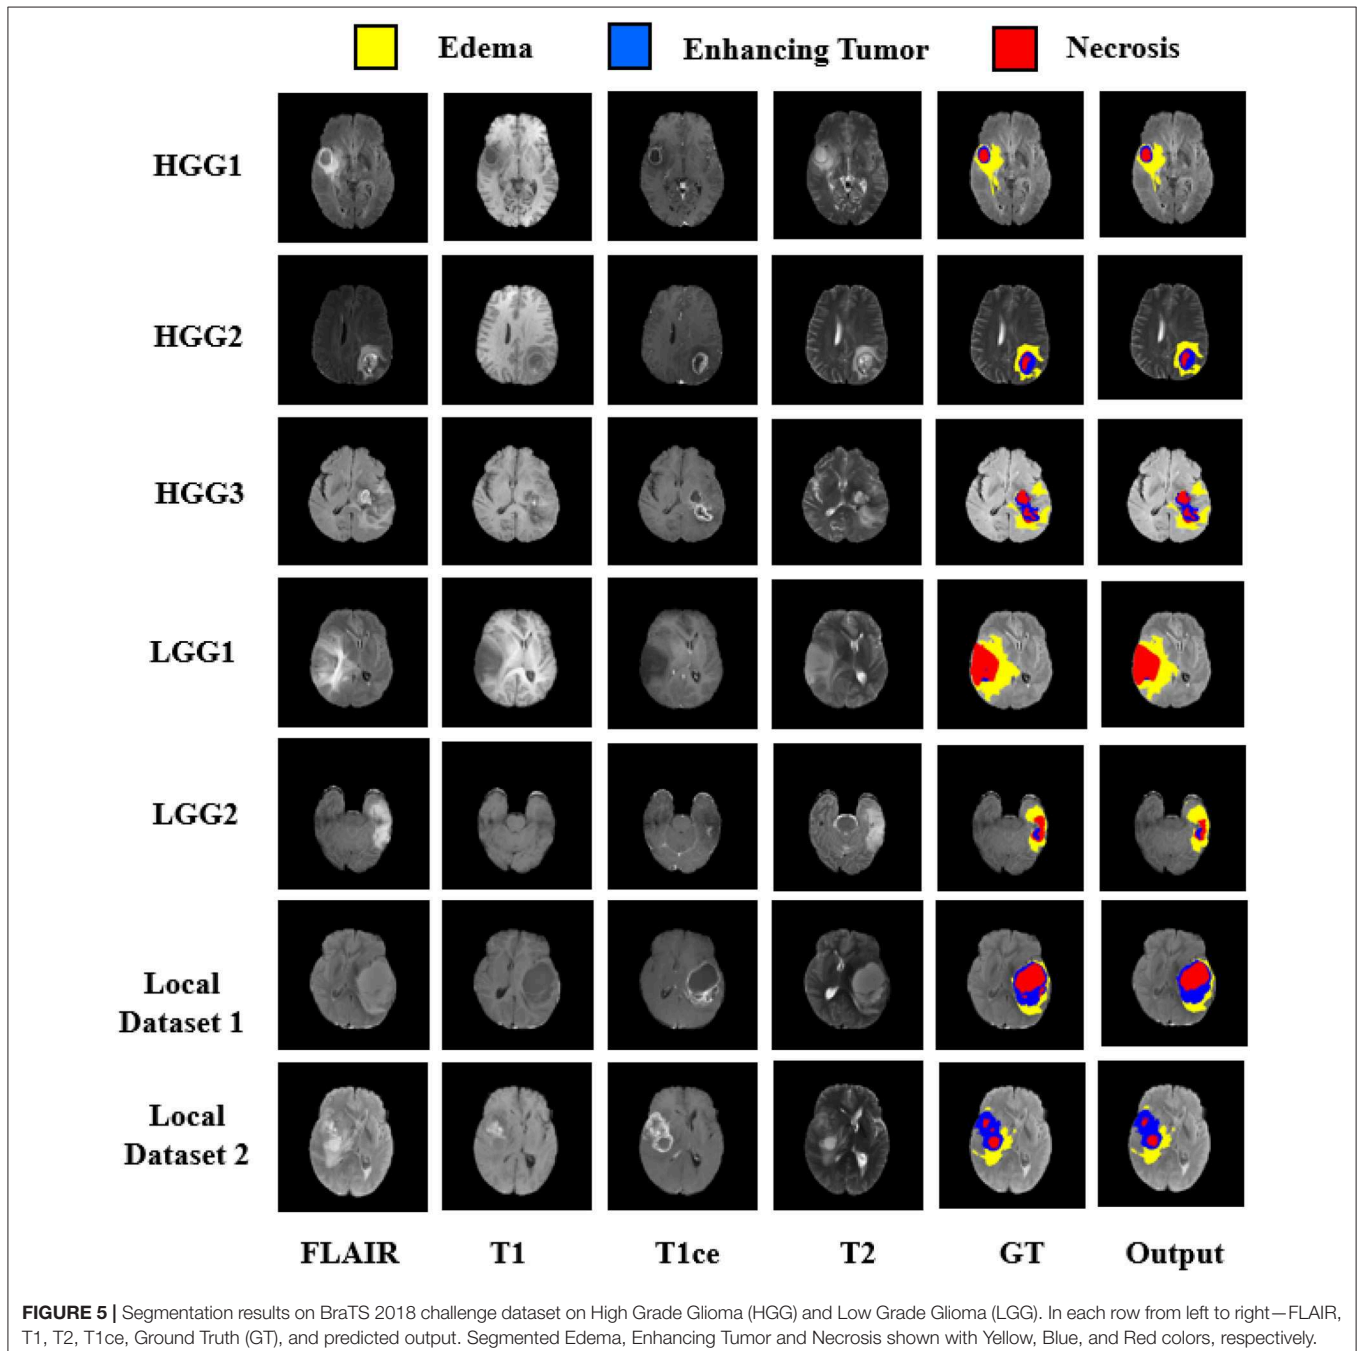 Edema
Enhancing Tumor
Necrosis
HGG1
HGG2
HGG3
LGG1
LGG2
Local
Dataset 1
Local
Dataset 2
FLAIR
T1
T1ce
T2
GT
Output
FIGURE 5 | Segmentation results on BraTS 2018 challenge dataset on High Grade Glioma (HGG) and Low Grade Glioma (LGG). In each row from left to right—FLAIR,
T1, T2, T1ce, Ground Truth (GT), and predicted output. Segmented Edema, Enhancing Tumor and Necrosis shown with Yellow, Blue, and Red colors, respectively.